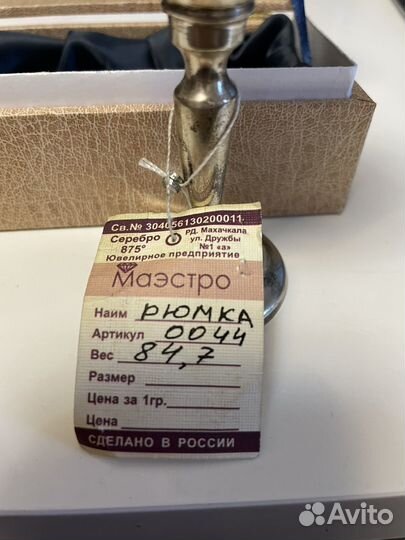 Св.№ 304056130200011
Серебро 875°
РД. Махачкала
ул. Дружбы
№1 «а»
Ювелирное предприятие
Маэстро
Наим РЮМКА
Артикул 0044
Вес 84,7
Размер
Цена за 1гр.
Цена
СДЕЛАНО В РОССИИ
Avito